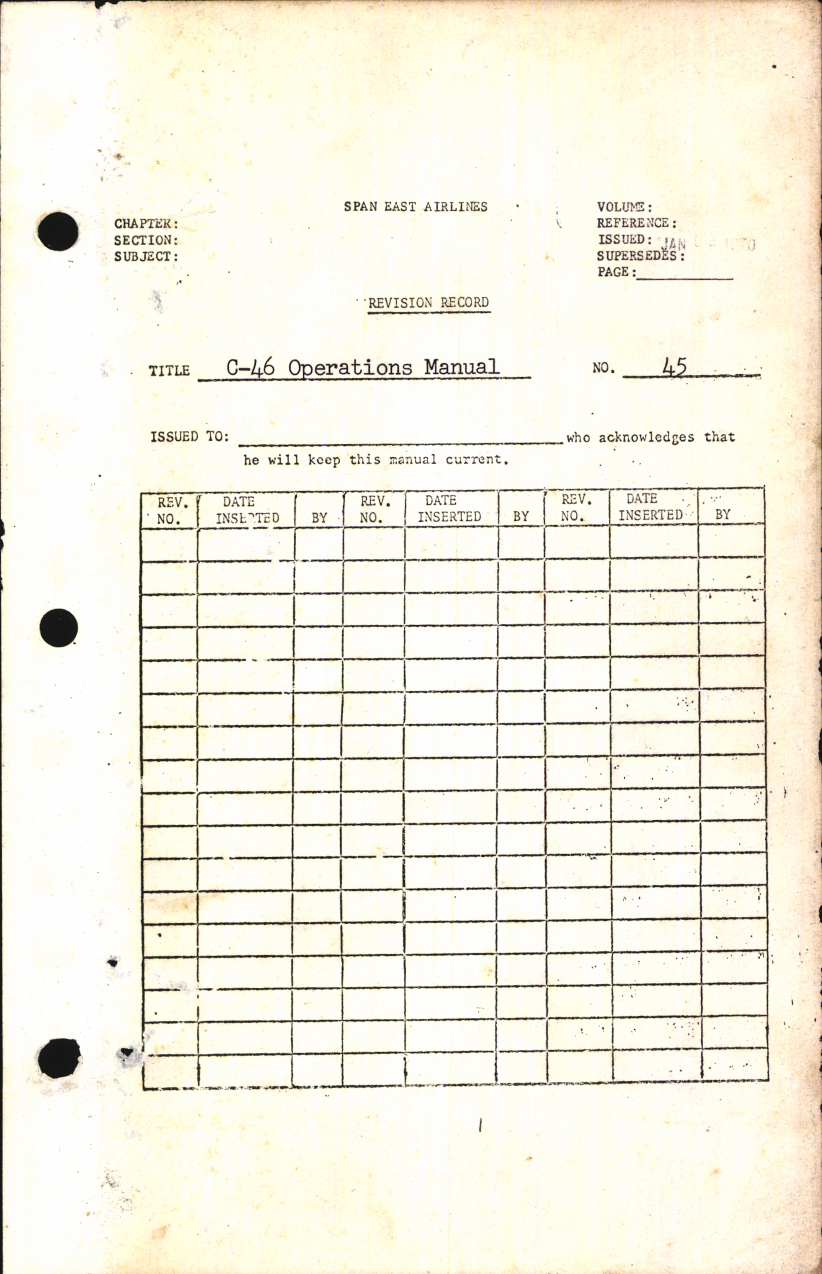 SPAN EAST AIRLINES
VOLUME:
CHAPTER:
REFERENCE:
SECTION:
ISSUED: JAN
SUBJECT:
SUPERSEDES:
PAGE:
REVISION RECORD
TITLE C-46 Operations Manual NO. 45
ISSUED TO: who acknowledges that
he will keep this manual current.
REV. DATE REV. DATE REV. DATE
NO. INSERTED BY NO. INSERTED BY NO. INSERTED BY